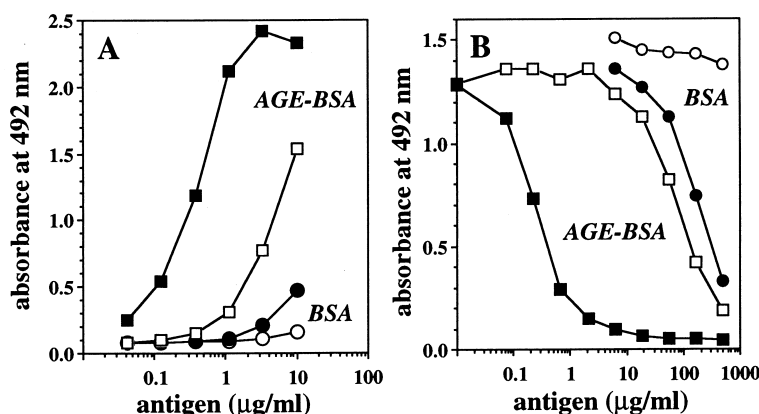 A
B
absorbance at 492 nm
2.5
2.0
1.5
1.0
0.5
0.0
AGE-BSA
BSA
0.1
1
10
100
antigen (µg/ml)
absorbance at 492 nm
1.5
1.0
0.5
0.0
BSA
AGE-BSA
0.1
1
10
100
1000
antigen (µg/ml)